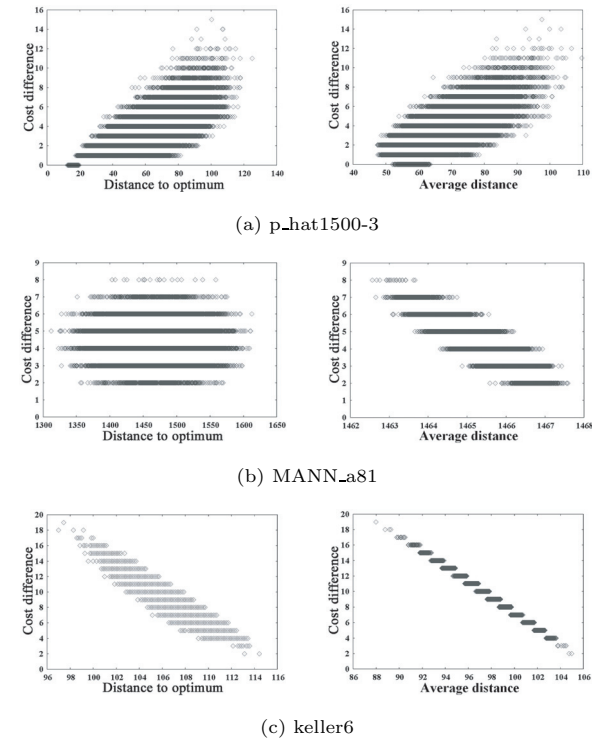 16
14
12
10
8
6
4
2
0
Cost difference
0 20 40 60 80 100 120 140
Distance to optimum
16
14
12
10
8
6
4
2
0
Cost difference
40 50 60 70 80 90 100 110
Average distance
(a) p_hat1500-3
9
8
7
6
5
4
3
2
1
0
Cost difference
1300 1350 1400 1450 1500 1550 1600 1650
Distance to optimum
9
8
7
6
5
4
3
2
1
0
Cost difference
1462 1463 1464 1465 1466 1467 1468
Average distance
(b) MANN_a81
20
18
16
14
12
10
8
6
4
2
0
Cost difference
96 98 100 102 104 106 108 110 112 114 116
Distance to optimum
20
18
16
14
12
10
8
6
4
2
0
Cost difference
86 88 90 92 94 96 98 100 102 104 106
Average distance
(c) keller6